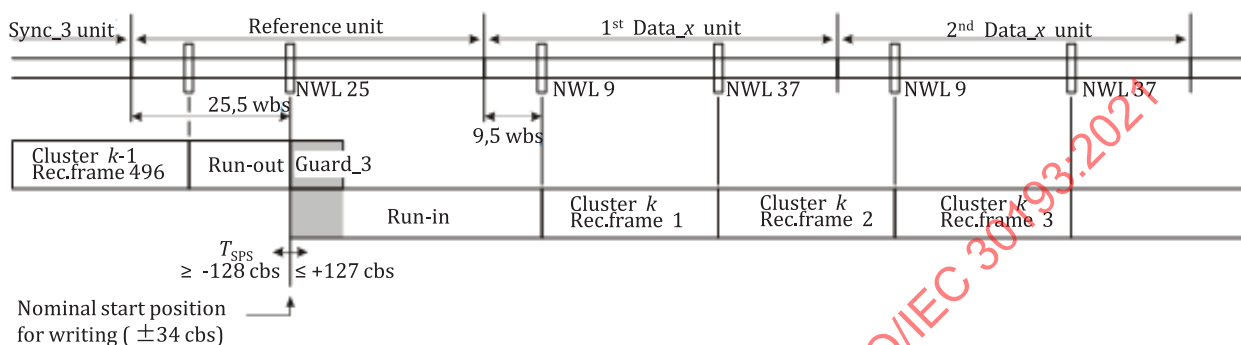 Sync_3 unit Reference unit 1st Data_x unit 2nd Data_x unit
NWL 25 NWL 9 NWL 37 NWL 9 NWL 37
25,5 wbs
9,5 wbs
Cluster k-1
Rec.frame 496
Run-out
Guard_3
Run-in
Cluster k
Rec.frame 1
Cluster k
Rec.frame 2
Cluster k
Rec.frame 3
TSPS
≥ -128 cbs ≤ +127 cbs
Nominal start position
for writing ( ±34 cbs)
O/IEC 30193:2021